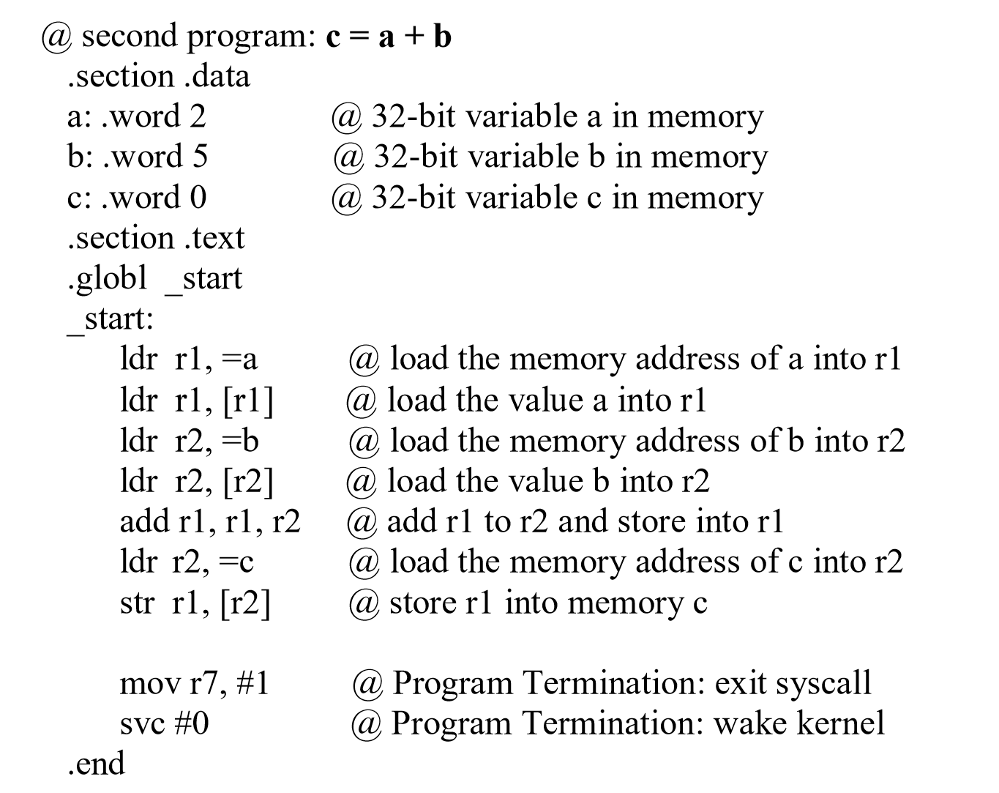 @ second program: c = a + b
.section .data
a: .word 2 @ 32-bit variable a in memory
b: .word 5 @ 32-bit variable b in memory
c: .word 0 @ 32-bit variable c in memory
.section .text
.globl _start
_start:
ldr r1, =a @ load the memory address of a into r1
ldr r1, [r1] @ load the value a into r1
ldr r2, =b @ load the memory address of b into r2
ldr r2, [r2] @ load the value b into r2
add r1, r1, r2 @ add r1 to r2 and store into r1
ldr r2, =c @ load the memory address of c into r2
str r1, [r2] @ store r1 into memory c
mov r7, #1 @ Program Termination: exit syscall
svc #0 @ Program Termination: wake kernel
.end